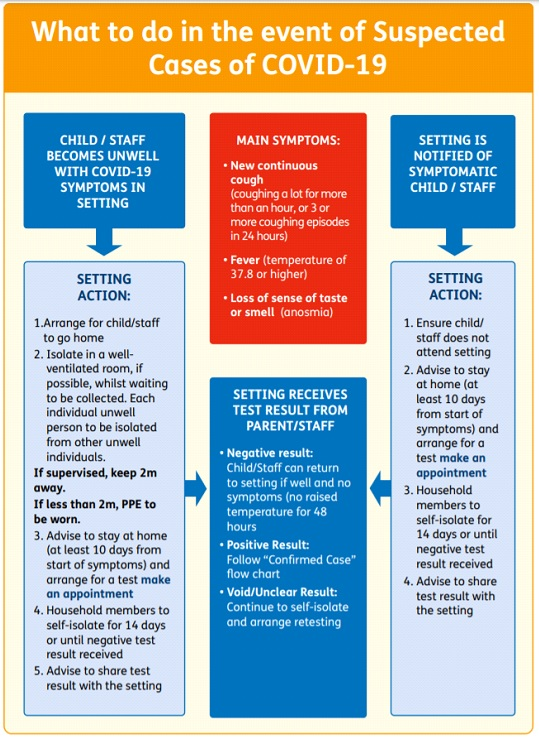 What to do in the event of Suspected
Cases of COVID-19
CHILD / STAFF
BECOMES UNWELL
WITH COVID-19
SYMPTOMS IN
SETTING
SETTING
ACTION:
1.Arrange for child/staff
to go home
2. Isolate in a well-
ventilated room, if
possible, whilst waiting
to be collected. Each
individual unwell
person to be isolated
from other unwell
individuals.
If supervised, keep 2m
away.
If less than 2m, PPE to
be worn.
3. Advise to stay at home
(at least 10 days from
start of symptoms) and
arrange for a test make
an appointment
4. Household members to
self-isolate for 14 days
or until negative test
result received
5. Advise to share test
result with the setting
MAIN SYMPTOMS:
• New continuous
cough
(coughing a lot for more
than an hour, or 3 or
more coughing episodes
in 24 hours)
• Fever (temperature of
37.8 or higher)
• Loss of sense of taste
or smell (anosmia)
SETTING RECEIVES
TEST RESULT FROM
PARENT/STAFF
• Negative result:
Child/Staff can return
to setting if well and no
symptoms (no raised
temperature for 48
hours
• Positive Result:
Follow “Confirmed Case”
flow chart
• Void/Unclear Result:
Continue to self-isolate
and arrange retesting
SETTING IS
NOTIFIED OF
SYMPTOMATIC
CHILD / STAFF
SETTING
ACTION:
1. Ensure child/
staff does not
attend setting
2. Advise to stay
at home (at
least 10 days
from start of
symptoms) and
arrange for a
test make an
appointment
3. Household
members to
self-isolate for
14 days or until
negative test
result received
4. Advise to share
test result with
the setting